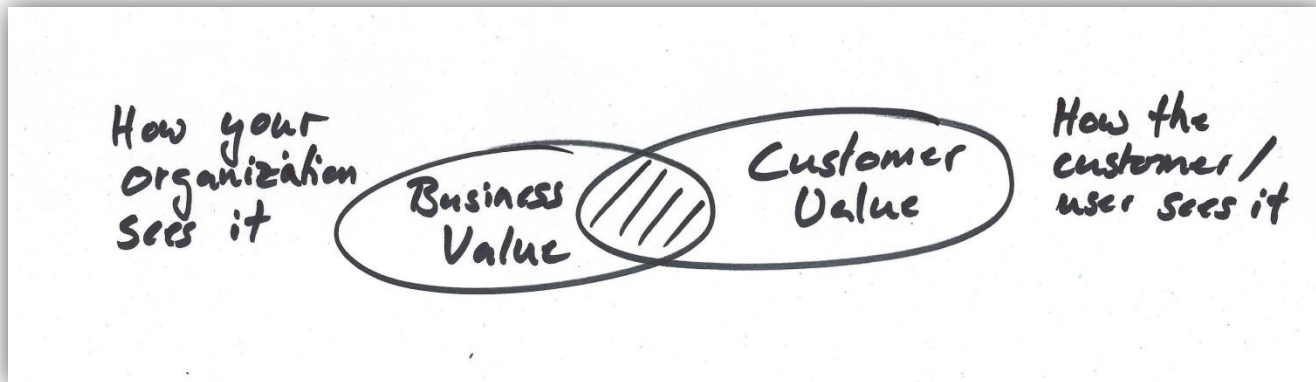 How your
organization
sees it
Business
Value
Customer
Value
How the
customer/
user sees it